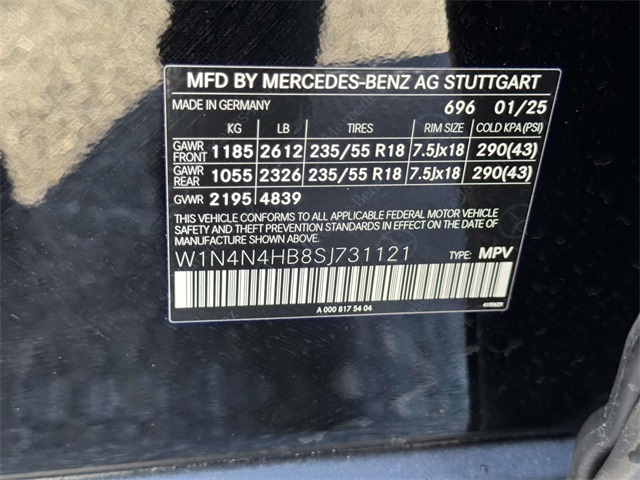 MFD BY MERCEDES-BENZ AG STUTTGART
MADE IN GERMANY 696 01/25
KG LB TIRES RIM SIZE COLD KPA(PSI)
GAWR FRONT 1185 2612 235/55 R18 7.5Jx18 290(43)
GAWR REAR 1055 2326 235/55 R18 7.5Jx18 290(43)
GVWR 2195 4839
THIS VEHICLE CONFORMS TO ALL APPLICABLE FEDERAL MOTOR VEHICLE
SAFETY AND THEFT PREVENTION STANDARDS IN EFFECT ON THE DATE OF
MANUFACTURE SHOWN ABOVE.
W1N4N4HB8SJ731121 TYPE: MPV
A 000 817 54 04